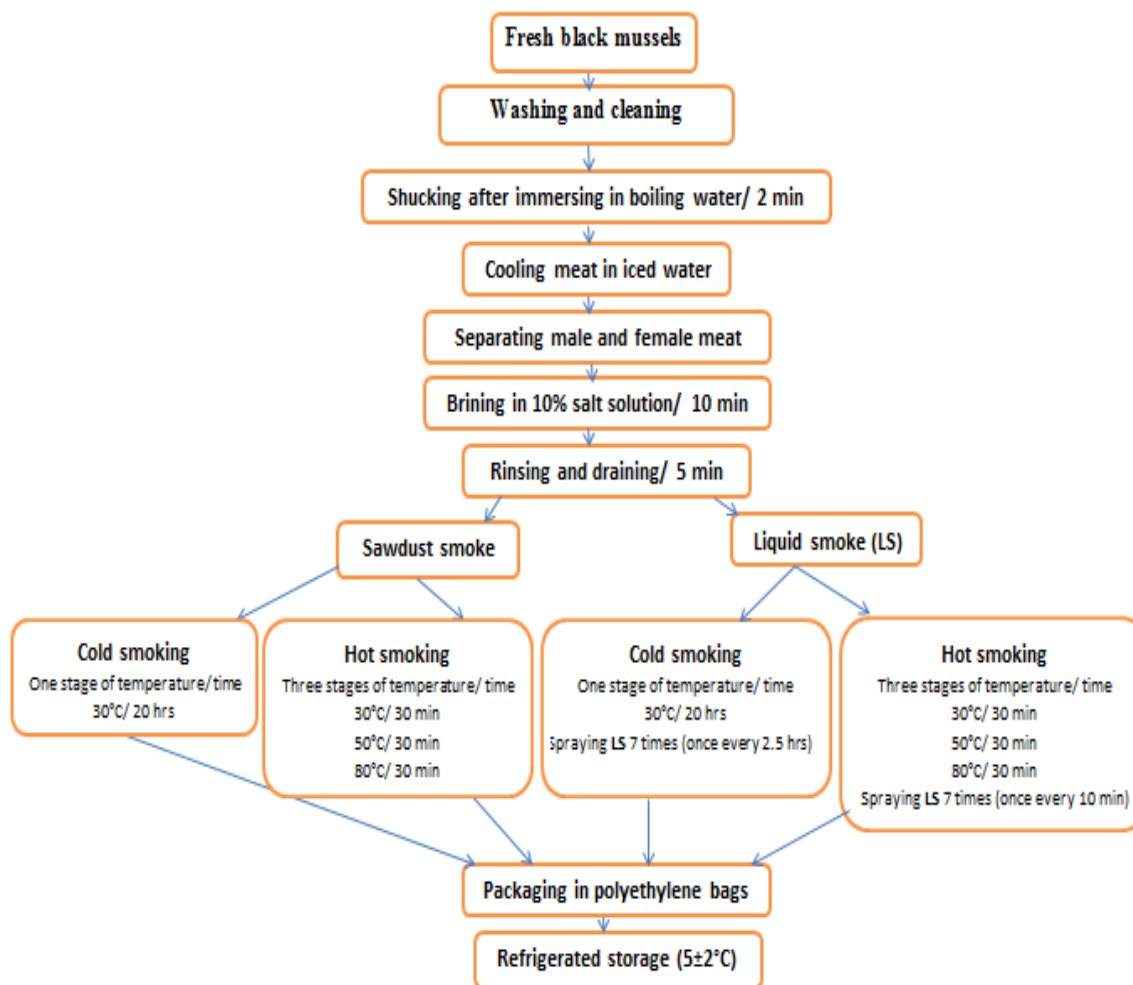 Fresh black mussels
Washing and cleaning
Shucking after immersing in boiling water/ 2 min
Cooling meat in iced water
Separating male and female meat
Brining in 10% salt solution/ 10 min
Rinsing and draining/ 5 min
Sawdust smoke
Liquid smoke (LS)
Cold smoking
One stage of temperature/ time
30°C/ 20 hrs
Hot smoking
Three stages of temperature/ time
30°C/ 30 min
50°C/ 30 min
80°C/ 30 min
Cold smoking
One stage of temperature/ time
30°C/ 20 hrs
Spraying LS 7 times (once every 2.5 hrs)
Hot smoking
Three stages of temperature/ time
30°C/ 30 min
50°C/ 30 min
80°C/ 30 min
Spraying LS 7 times (once every 10 min)
Packaging in polyethylene bags
Refrigerated storage (5±2°C)